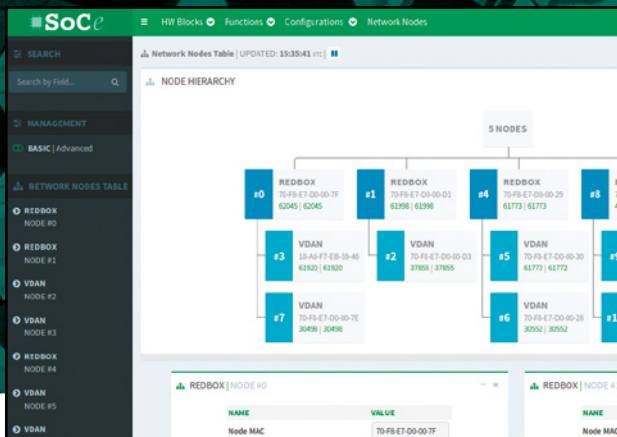 SoCe
HW Blocks Functions Configurations Network Nodes
SEARCH
Search by Field...
MANAGEMENT
BASIC | Advanced
NETWORK NODES TABLE
REDBOX
NODE #0
REDBOX
NODE #1
VDAN
NODE #2
VDAN
NODE #3
REDBOX
NODE #4
VDAN
NODE #5
VDAN
Network Nodes Table | UPDATED: 15:35:41 UTC |
NODE HIERARCHY
5 NODES
#0
REDBOX
70-F8-E7-D0-00-7F
62045 | 62045
#1
REDBOX
70-F8-E7-D0-00-D1
61998 | 61998
#4
REDBOX
70-F8-E7-D0-00-29
61773 | 61773
#8
#3
VDAN
18-A6-F7-EB-59-46
61920 | 61920
#2
VDAN
70-F8-E7-D0-00-D3
37855 | 37855
#5
VDAN
70-F8-E7-D0-00-30
61772 | 61772
#7
VDAN
70-F8-E7-D0-00-7E
30498 | 30498
#6
VDAN
70-F8-E7-D0-00-28
30552 | 30552
REDBOX | NODE #0
NAME VALUE
Node MAC 70-F8-E7-D0-00-7F
REDBOX | NODE
NAME
Node MAC